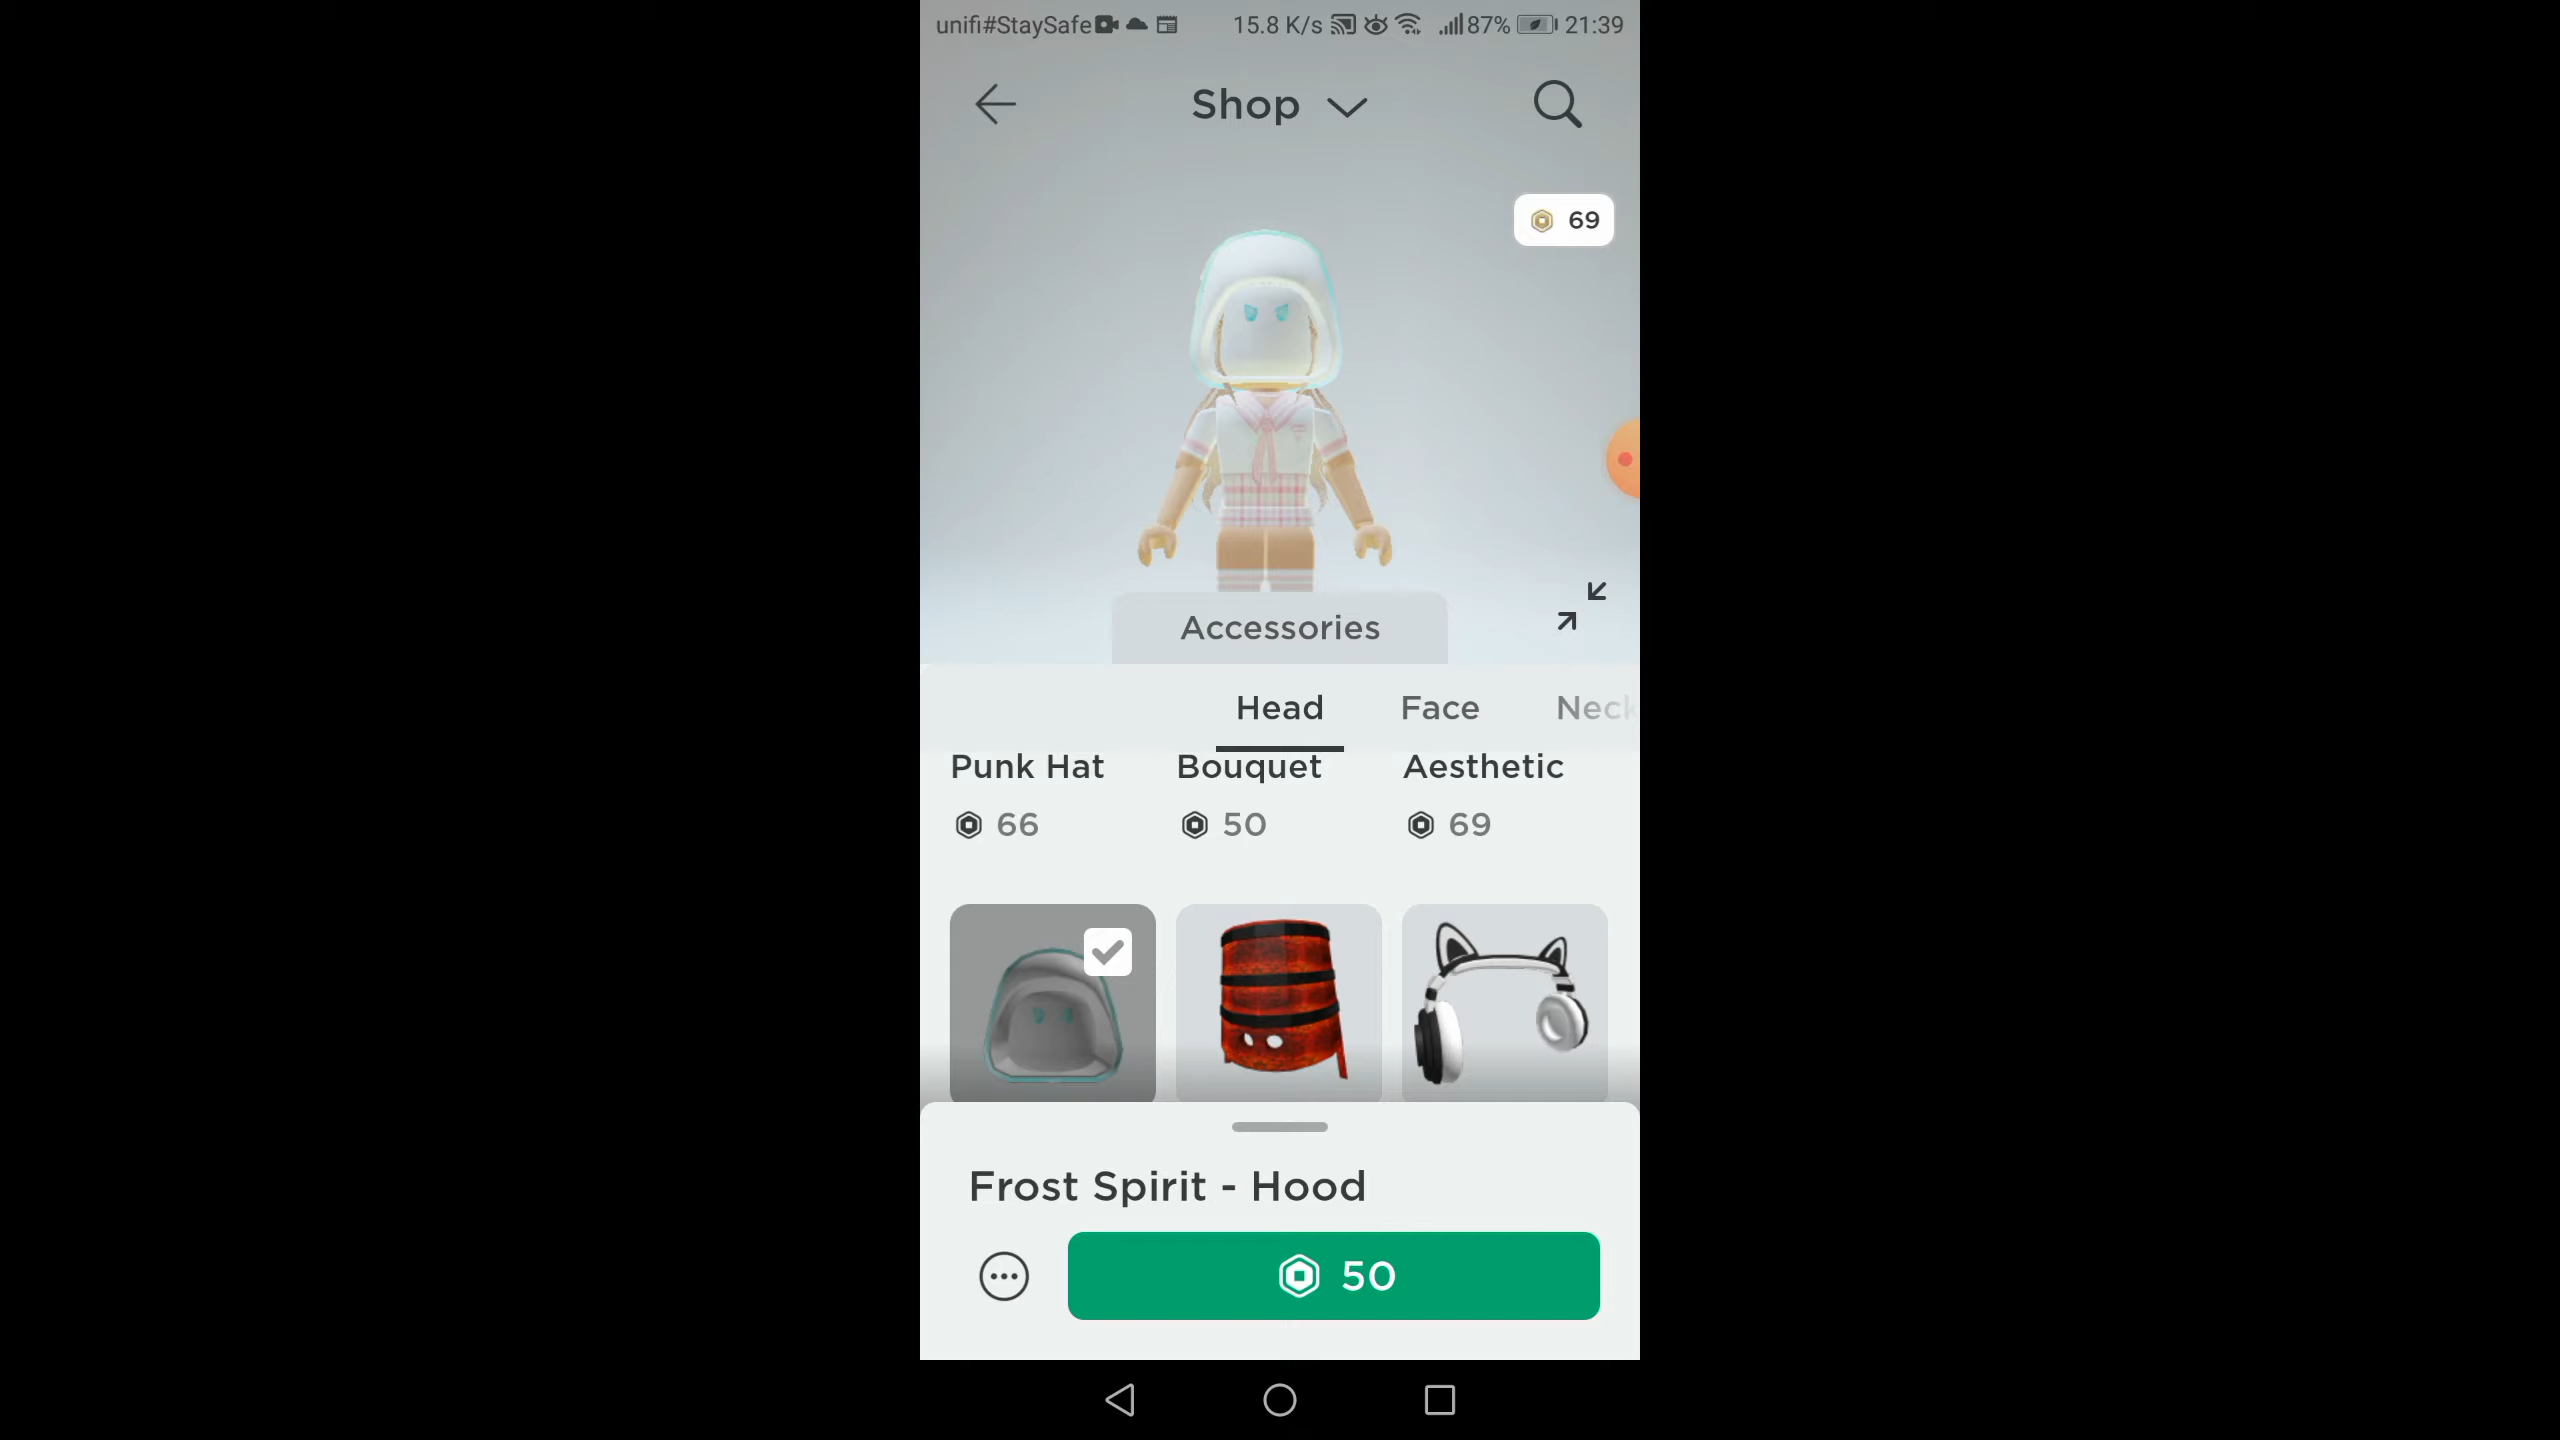 unifi#StaySafe 15.8 K/s 87% 21:39
Shop
69
Accessories
Head Face Neck
Punk Hat Bouquet Aesthetic
66 50 69
Frost Spirit - Hood
50